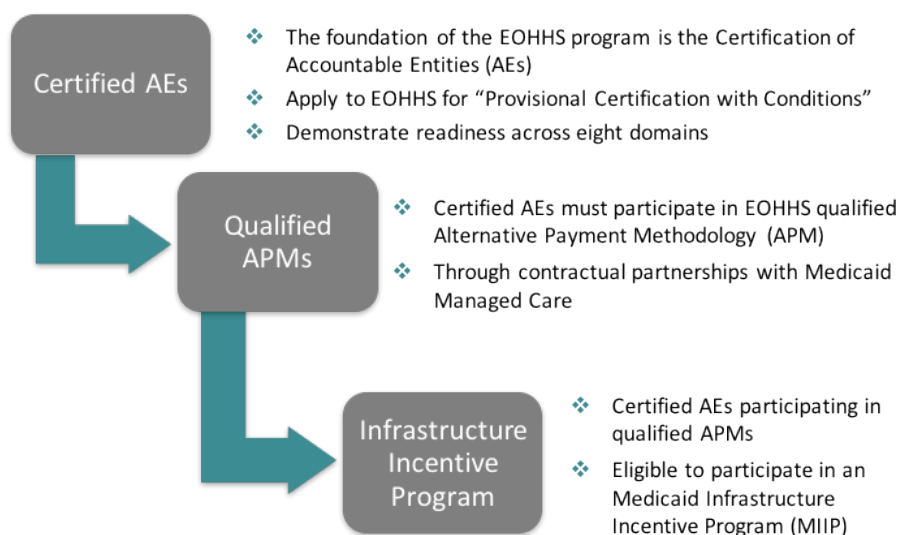 Certified AEs
❖ The foundation of the EOHHS program is the Certification of
Accountable Entities (AEs)
❖ Apply to EOHHS for “Provisional Certification with Conditions”
❖ Demonstrate readiness across eight domains
Qualified
APMs
❖ Certified AEs must participate in EOHHS qualified
Alternative Payment Methodology (APM)
❖ Through contractual partnerships with Medicaid
Managed Care
Infrastructure
Incentive
Program
❖ Certified AEs participating in
qualified APMs
❖ Eligible to participate in an
Medicaid Infrastructure
Incentive Program (MIIP)